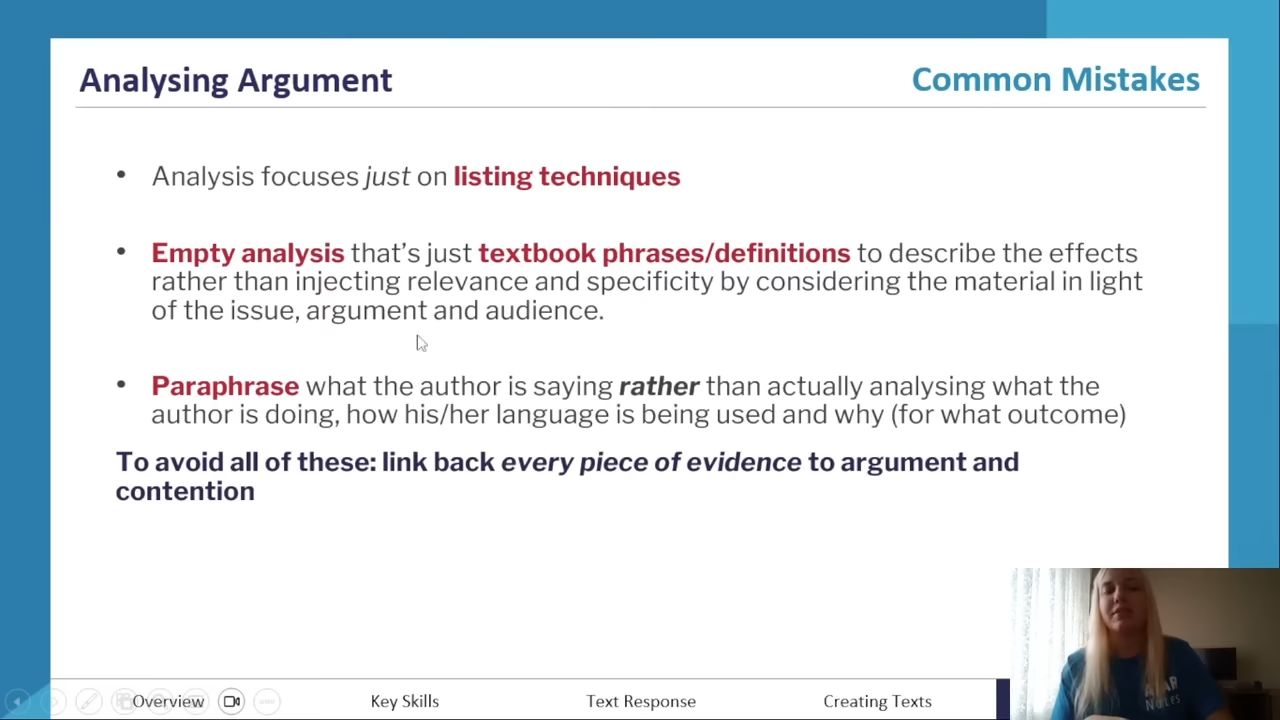 Analysing Argument
Common Mistakes
• Analysis focuses just on listing techniques
• Empty analysis that's just textbook phrases/definitions to describe the effects
rather than injecting relevance and specificity by considering the material in light
of the issue, argument and audience.
• Paraphrase what the author is saying rather than actually analysing what the
author is doing, how his/her language is being used and why (for what outcome)
To avoid all of these: link back every piece of evidence to argument and
contention
Overview
Key Skills
Text Response
Creating Texts